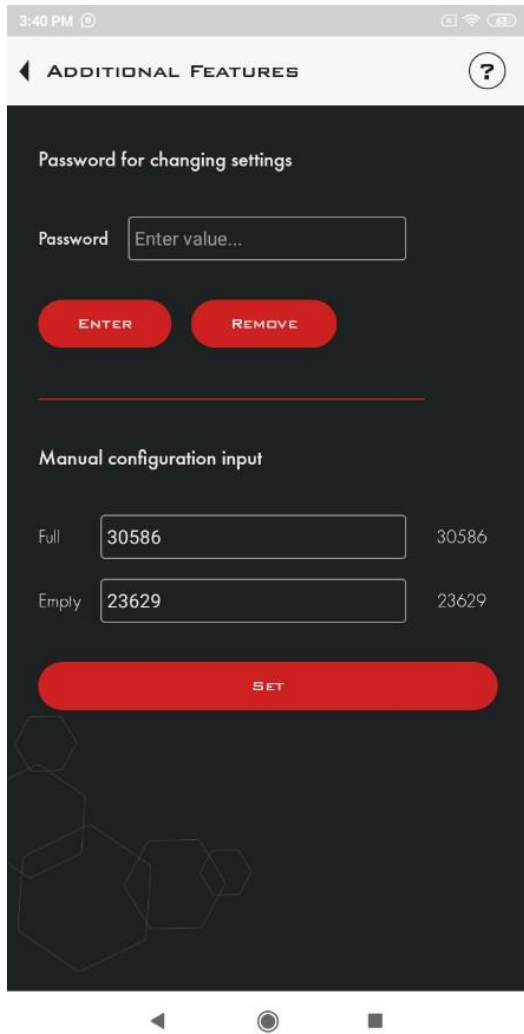 3:40 PM
ADDITIONAL FEATURES ?
Password for changing settings
Password Enter value...
ENTER REMOVE
Manual configuration input
Full 30586 30586
Empty 23629 23629
SET